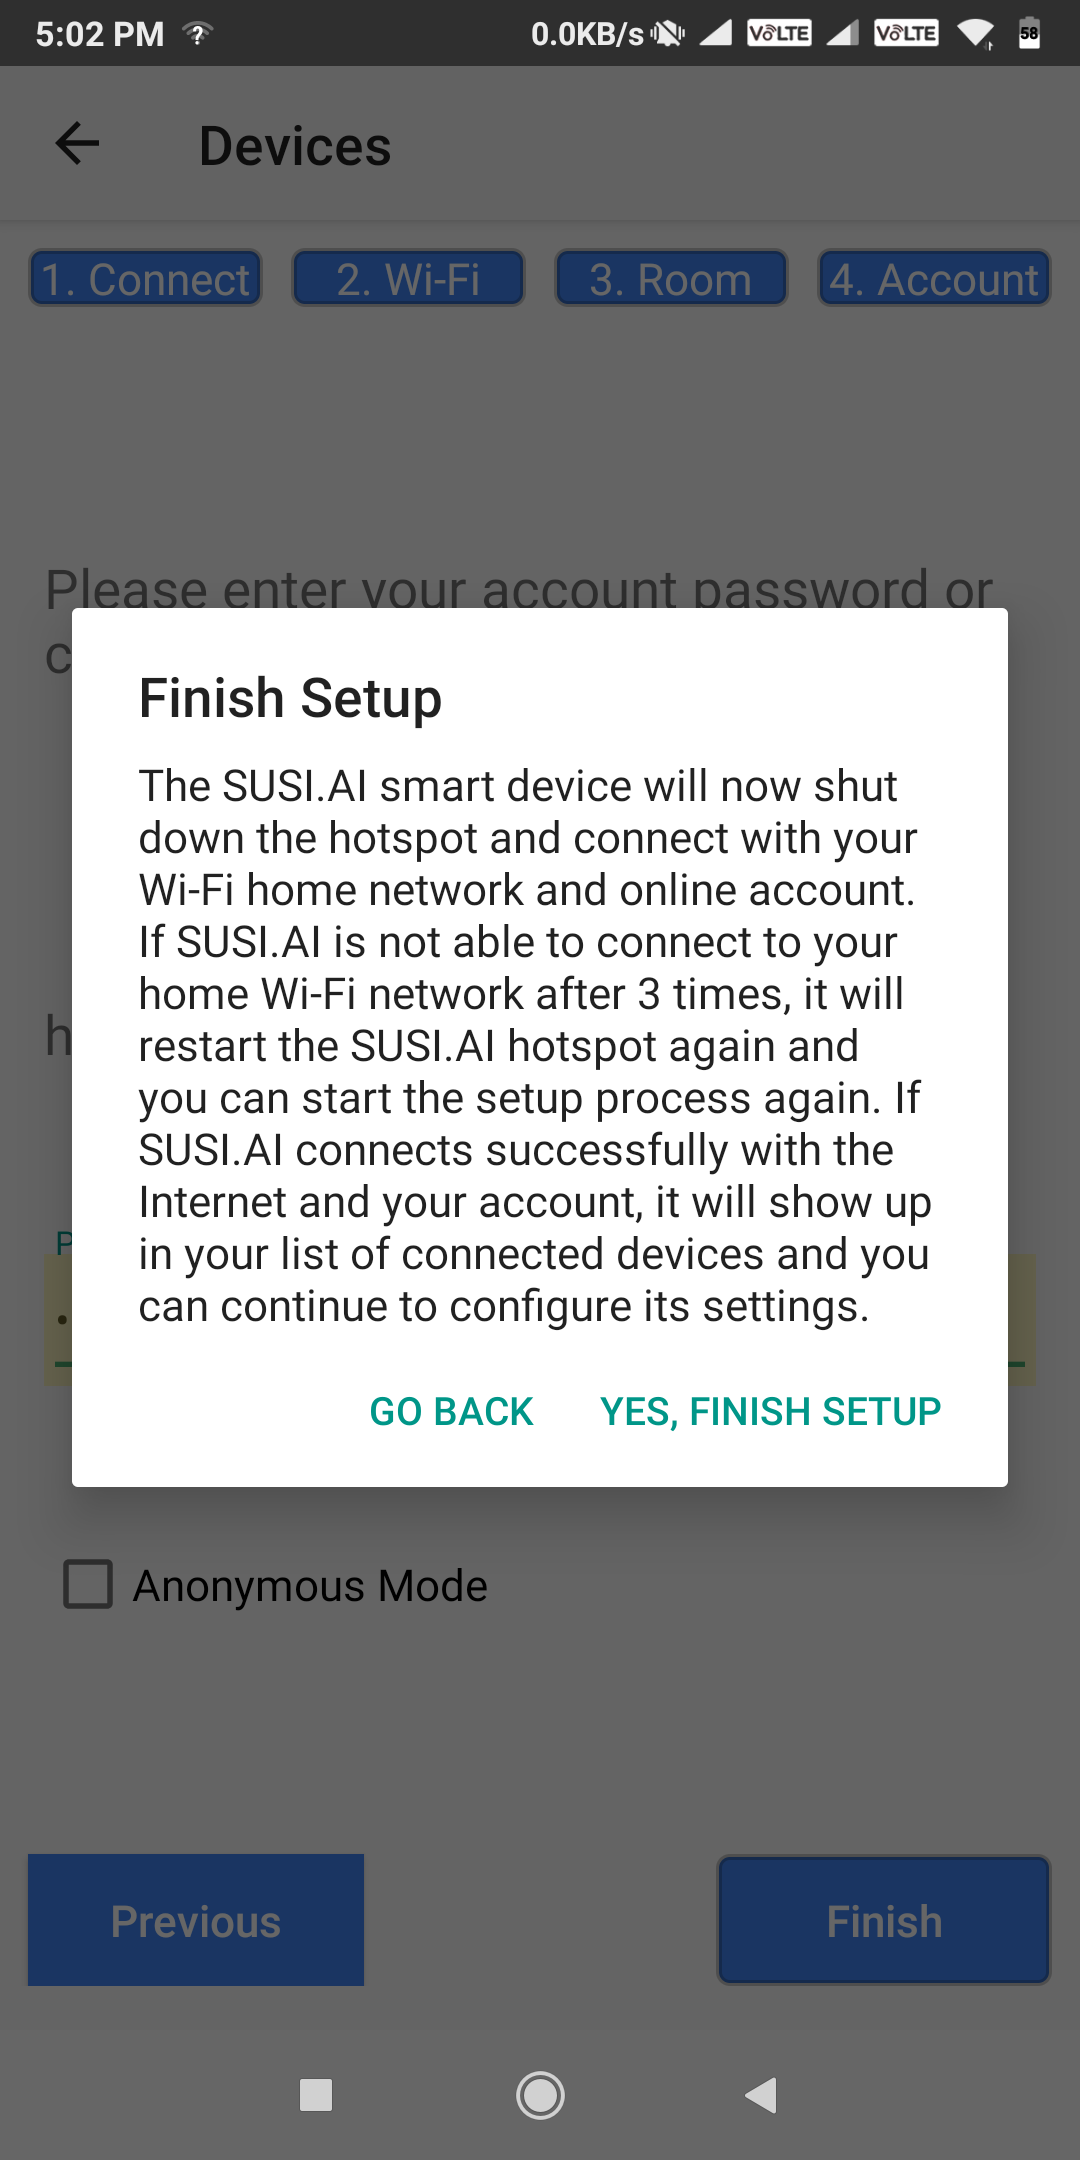 5:02 PM 0.0KB/s VoLTE VoLTE 58
Devices
1. Connect 2. Wi-Fi 3. Room 4. Account
Please enter your account password or
Finish Setup
The SUSI.AI smart device will now shut
down the hotspot and connect with your
Wi-Fi home network and online account.
If SUSI.AI is not able to connect to your
home Wi-Fi network after 3 times, it will
restart the SUSI.AI hotspot again and
you can start the setup process again. If
SUSI.AI connects successfully with the
Internet and your account, it will show up
in your list of connected devices and you
can continue to configure its settings.
GO BACK YES, FINISH SETUP
Anonymous Mode
Previous Finish